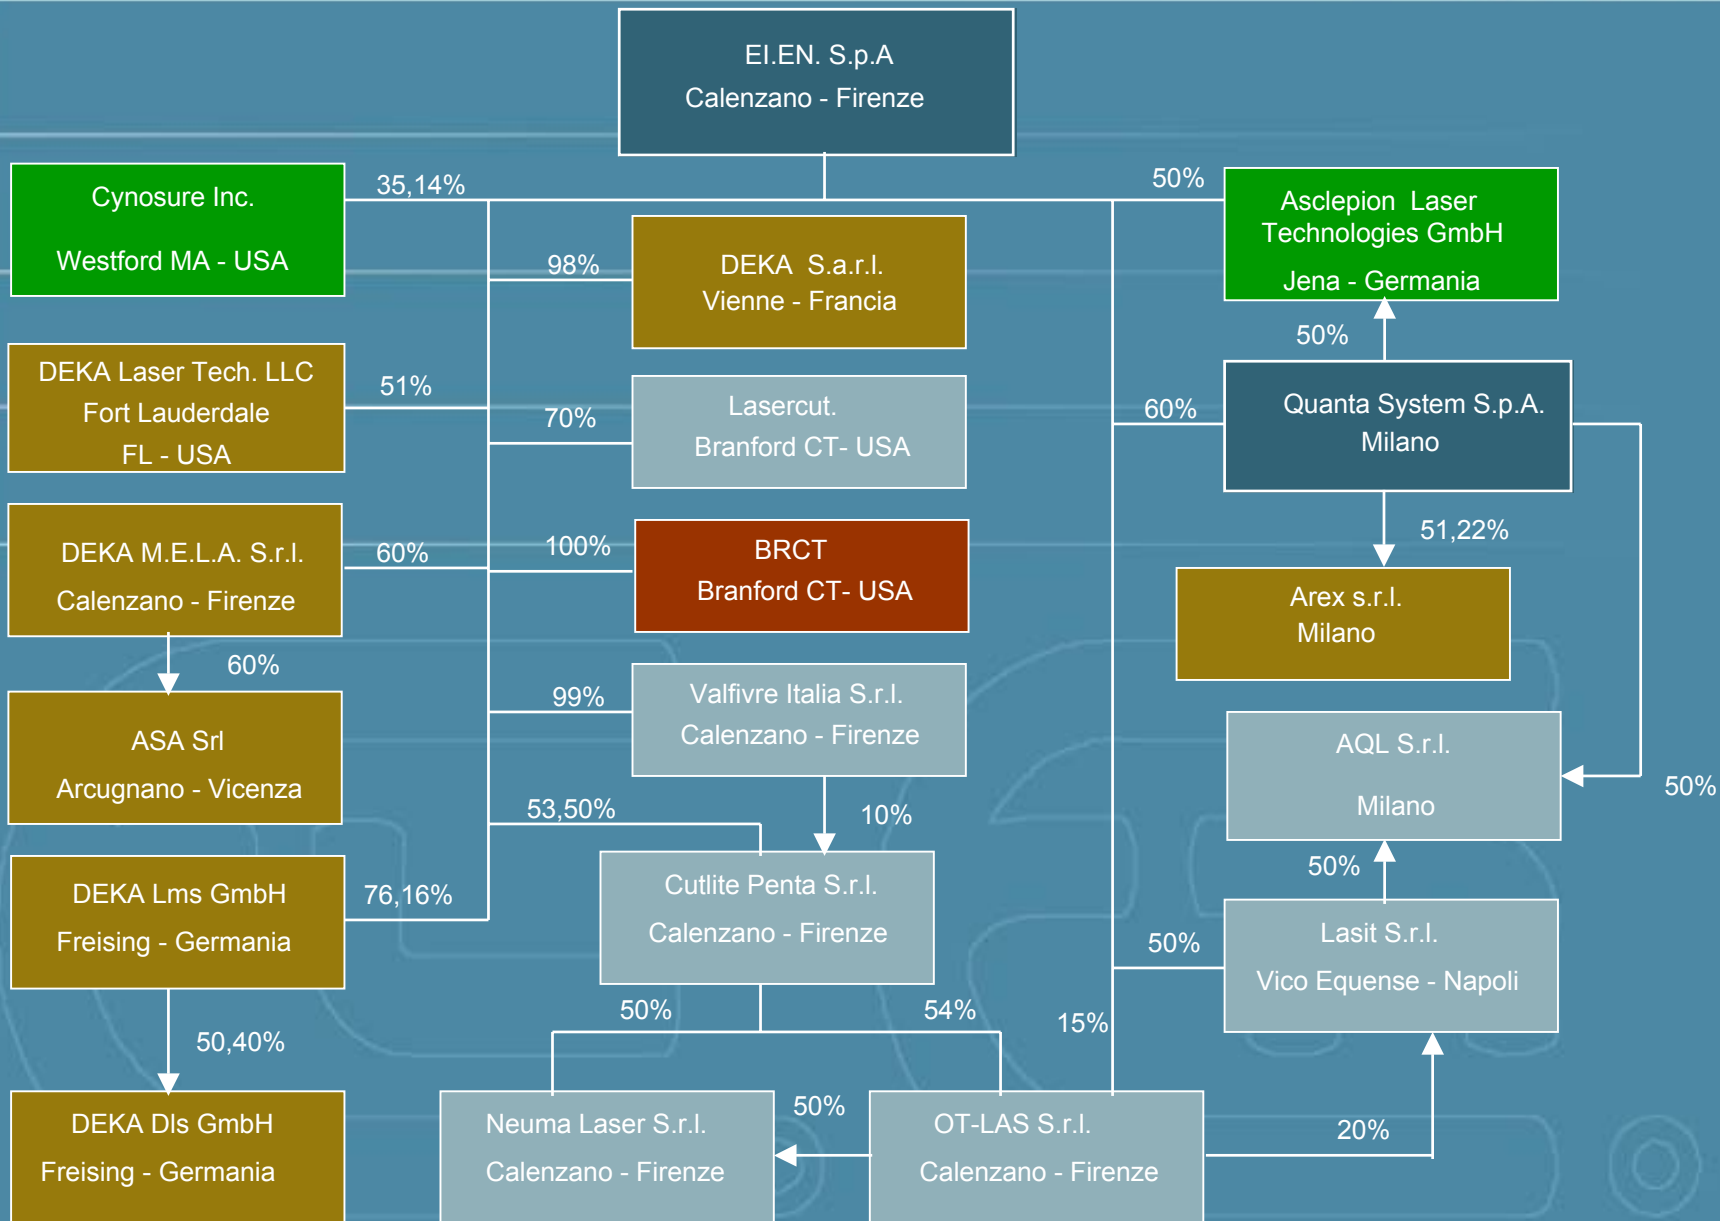 EI.EN. S.p.A
Calenzano - Firenze
Cynosure Inc.
Westford MA - USA
35,14%
50%
Asclepion Laser
Technologies GmbH
Jena - Germania
98%
DEKA S.a.r.l.
Vienne - Francia
50%
DEKA Laser Tech. LLC
Fort Lauderdale
FL - USA
51%
70%
Lasercut.
Branford CT- USA
60%
Quanta System S.p.A.
Milano
51,22%
DEKA M.E.L.A. S.r.l.
Calenzano - Firenze
60%
100%
BRCT
Branford CT- USA
Arex s.r.l.
Milano
60%
99%
Valfivre Italia S.r.l.
Calenzano - Firenze
ASA Srl
Arcugnano - Vicenza
AQL S.r.l.
Milano
50%
53,50%
10%
50%
DEKA Lms GmbH
Freising - Germania
76,16%
Cutlite Penta S.r.l.
Calenzano - Firenze
50%
Lasit S.r.l.
Vico Equense - Napoli
50%
54%
15%
50,40%
DEKA Dls GmbH
Freising - Germania
Neuma Laser S.r.l.
Calenzano - Firenze
50%
OT-LAS S.r.l.
Calenzano - Firenze
20%